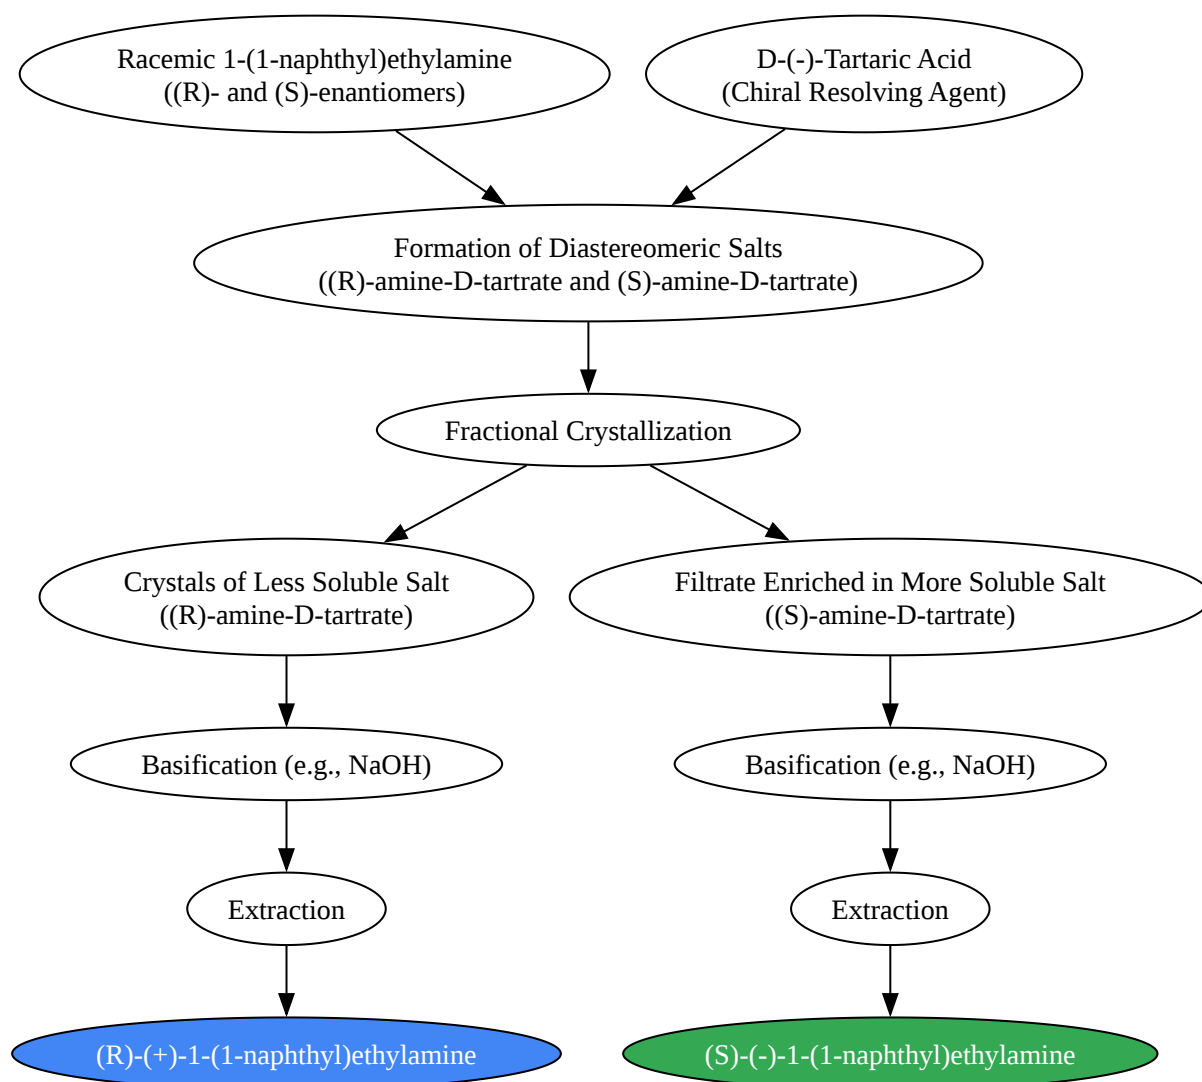 Racemic 1-(1-naphthyl)ethylamine
((R)- and (S)-enantiomers)
D-(-)-Tartaric Acid
(Chiral Resolving Agent)
Formation of Diastereomeric Salts
((R)-amine-D-tartrate and (S)-amine-D-tartrate)
Fractional Crystallization
Crystals of Less Soluble Salt
((R)-amine-D-tartrate)
Filtrate Enriched in More Soluble Salt
((S)-amine-D-tartrate)
Basification (e.g., NaOH)
Basification (e.g., NaOH)
Extraction
Extraction
(R)-(+)-1-(1-naphthyl)ethylamine
(S)-(-)-1-(1-naphthyl)ethylamine